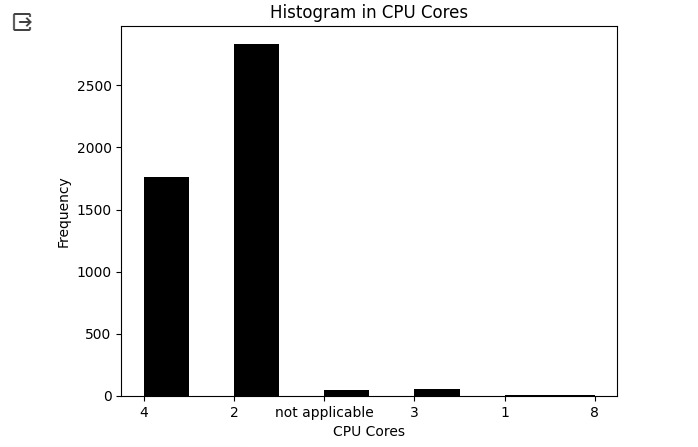 Histogram in CPU Cores
2500
2000
1500
1000
500
0
Frequency
4 2 not applicable 3 1 8
CPU Cores